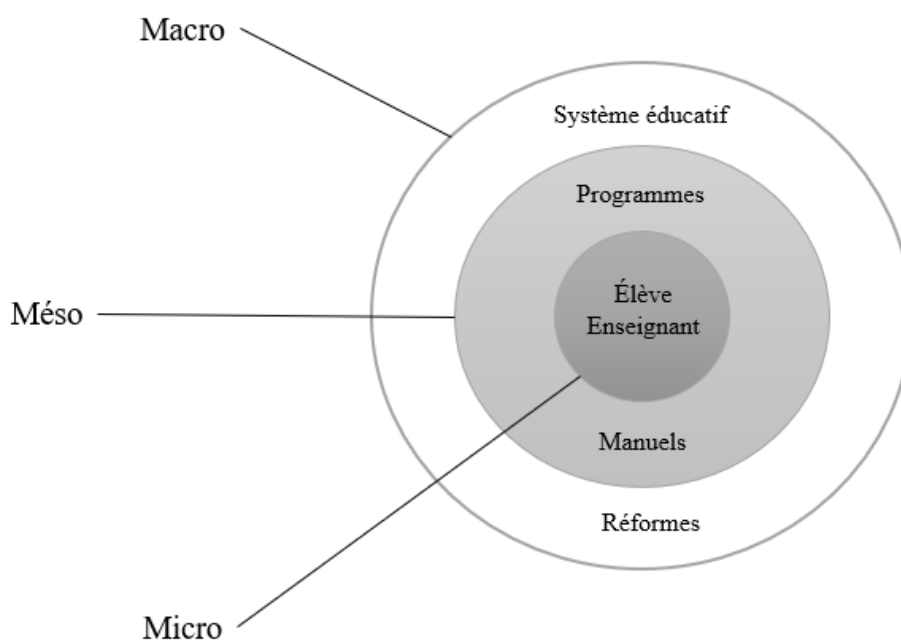 Macro
Système éducatif
Programmes
Élève
Enseignant
Méso
Manuels
Réformes
Micro